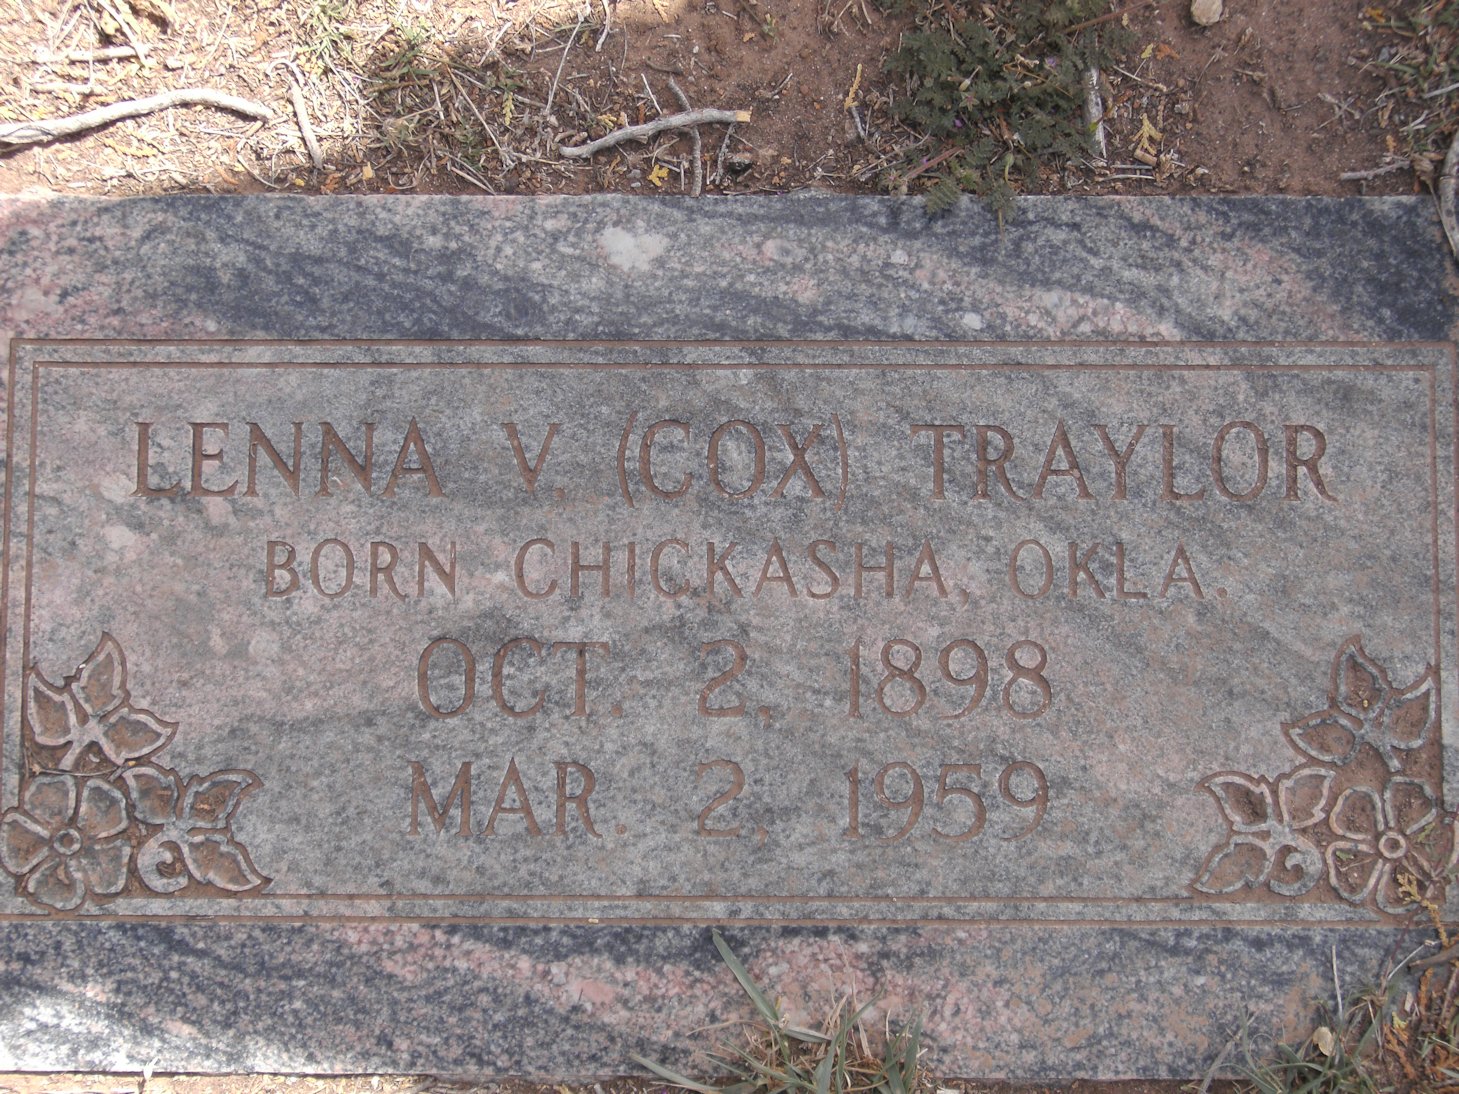 LENNA V. (COX) TRAYLOR
BORN CHICKASHA, OKLA.
OCT. 2, 1898
MAR. 2, 1959